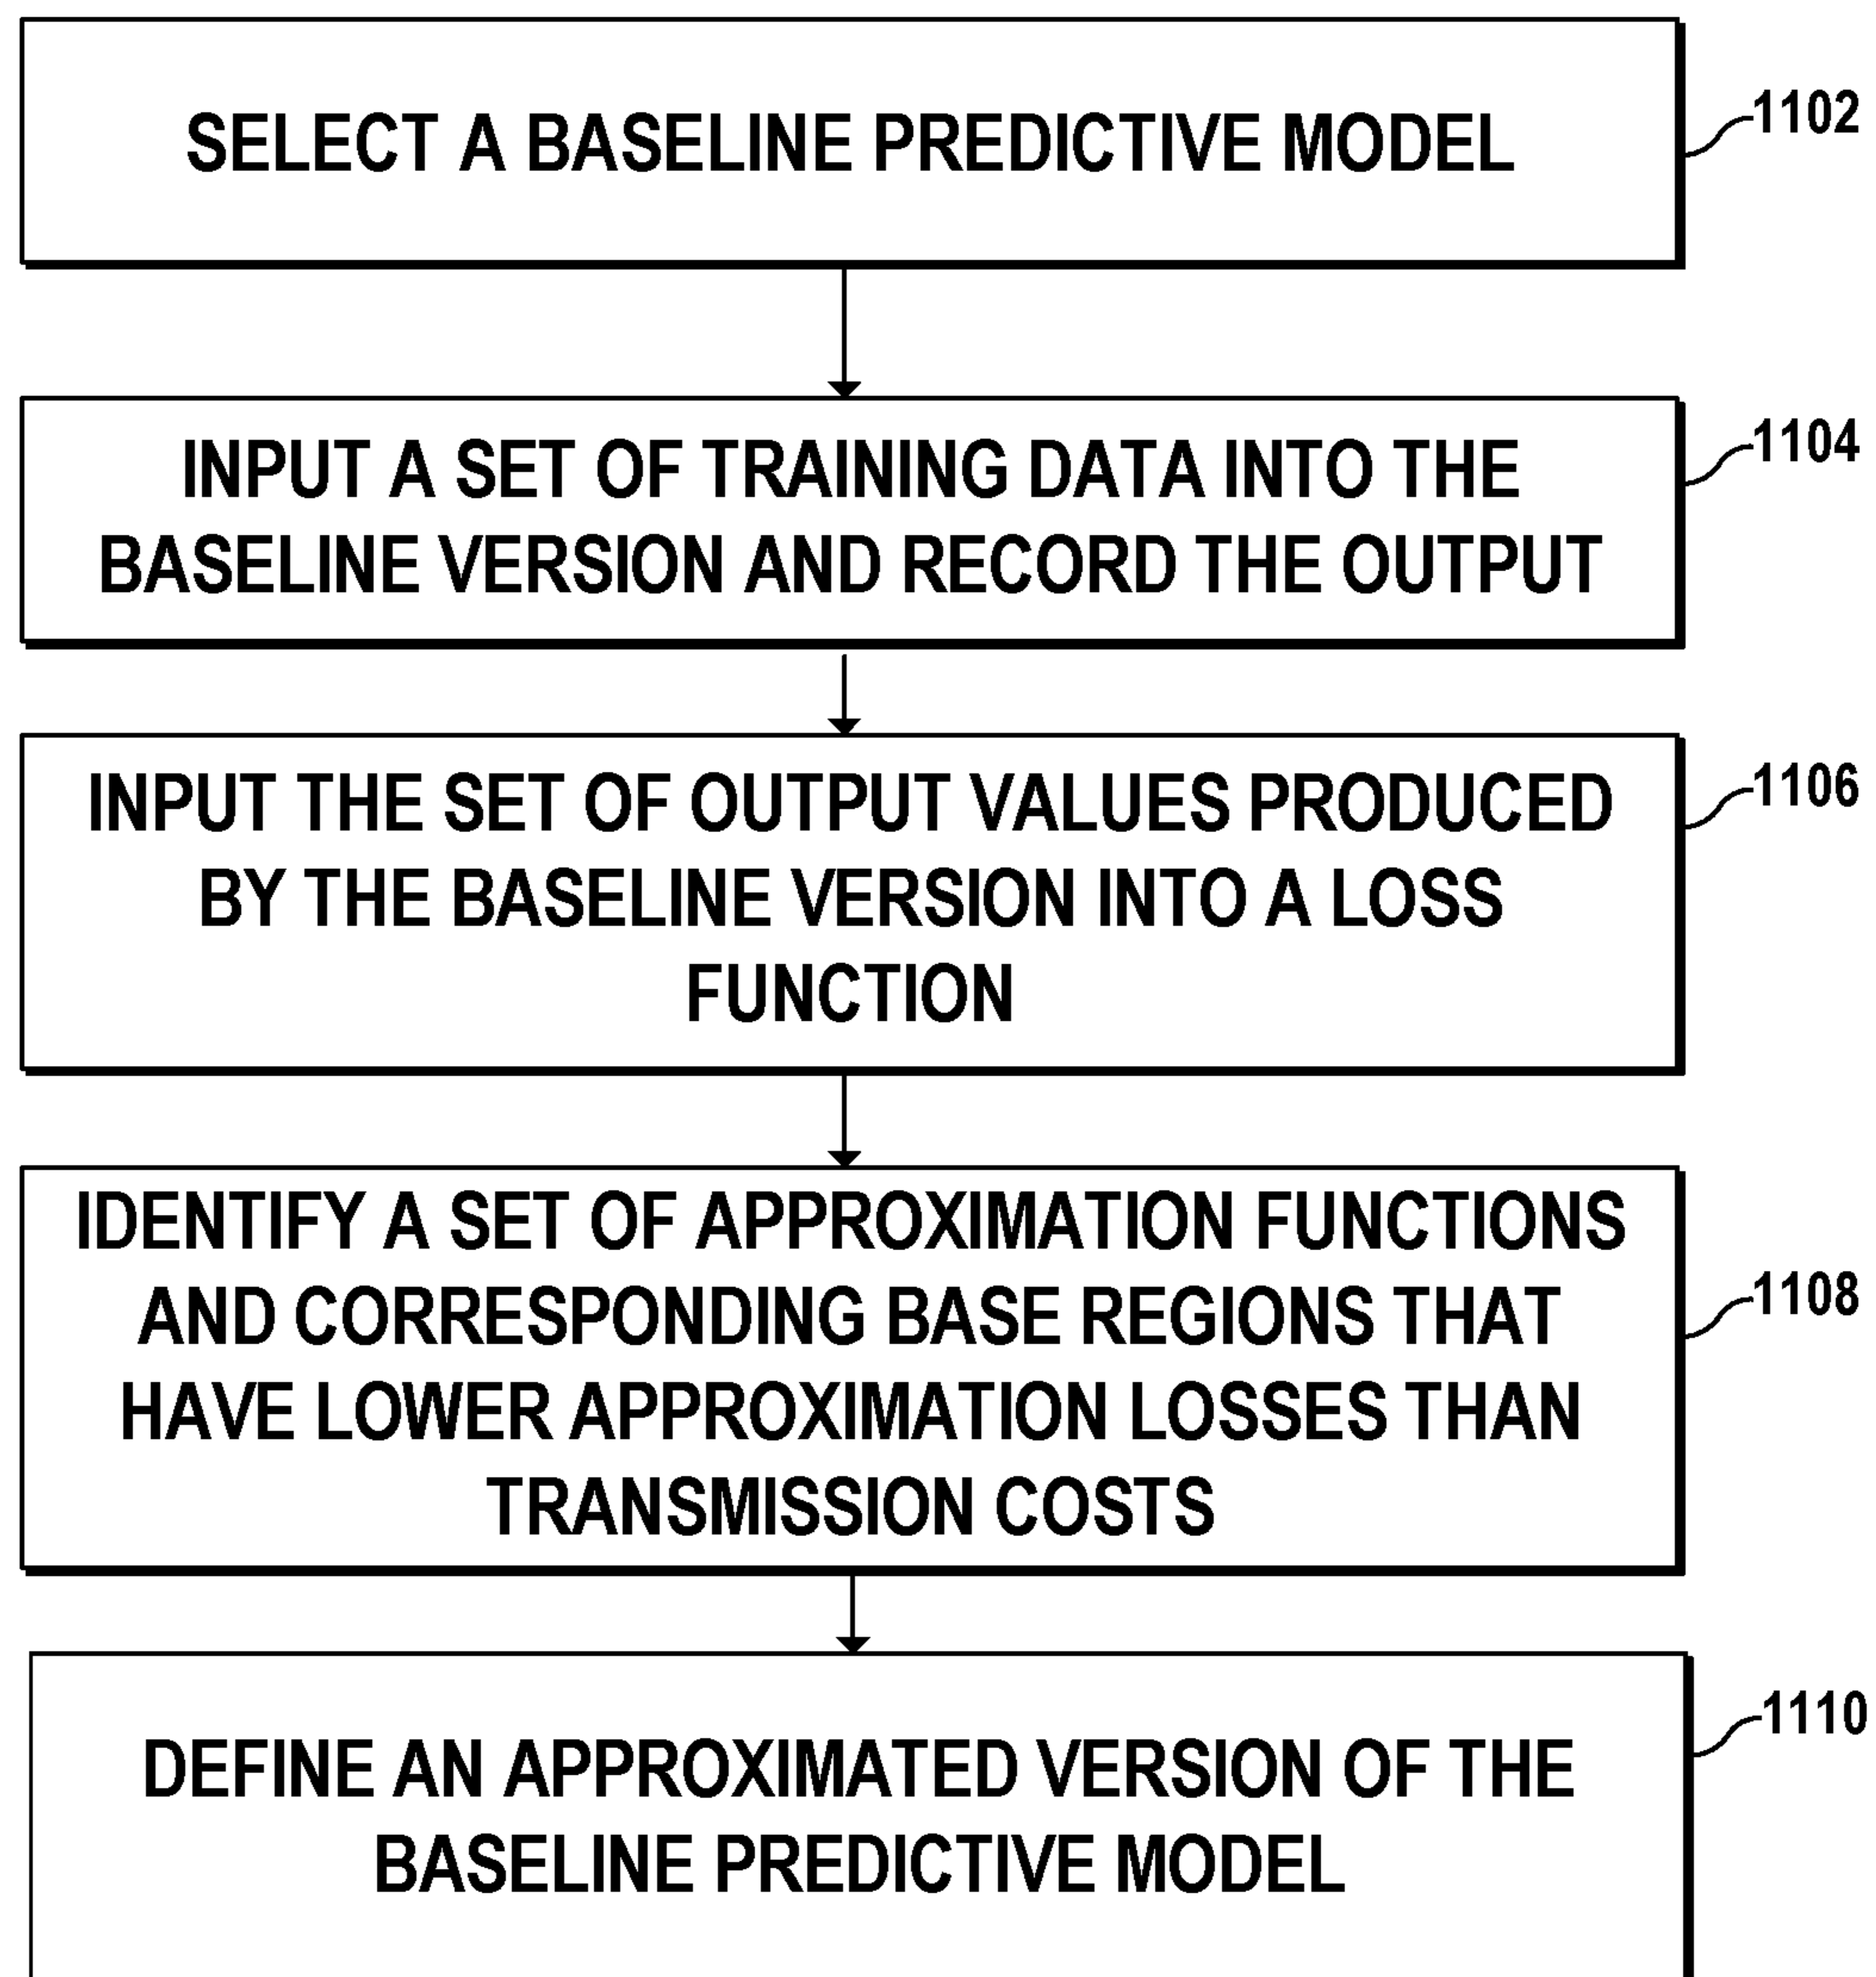 SELECT A BASELINE PREDICTIVE MODEL
1102
INPUT A SET OF TRAINING DATA INTO THE
BASELINE VERSION AND RECORD THE OUTPUT
1104
INPUT THE SET OF OUTPUT VALUES PRODUCED
BY THE BASELINE VERSION INTO A LOSS
FUNCTION
1106
IDENTIFY A SET OF APPROXIMATION FUNCTIONS
AND CORRESPONDING BASE REGIONS THAT
HAVE LOWER APPROXIMATION LOSSES THAN
TRANSMISSION COSTS
1108
DEFINE AN APPROXIMATED VERSION OF THE
BASELINE PREDICTIVE MODEL
1110